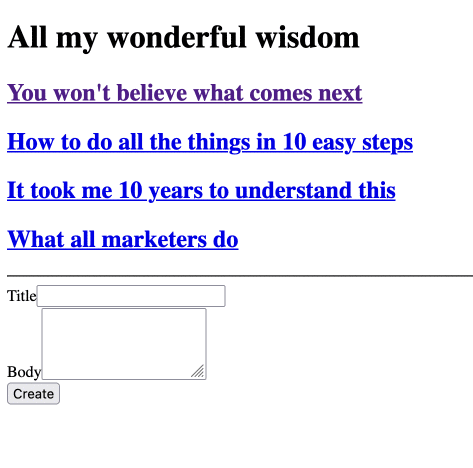 All my wonderful wisdom
You won't believe what comes next
How to do all the things in 10 easy steps
It took me 10 years to understand this
What all marketers do
Title
Body
Create